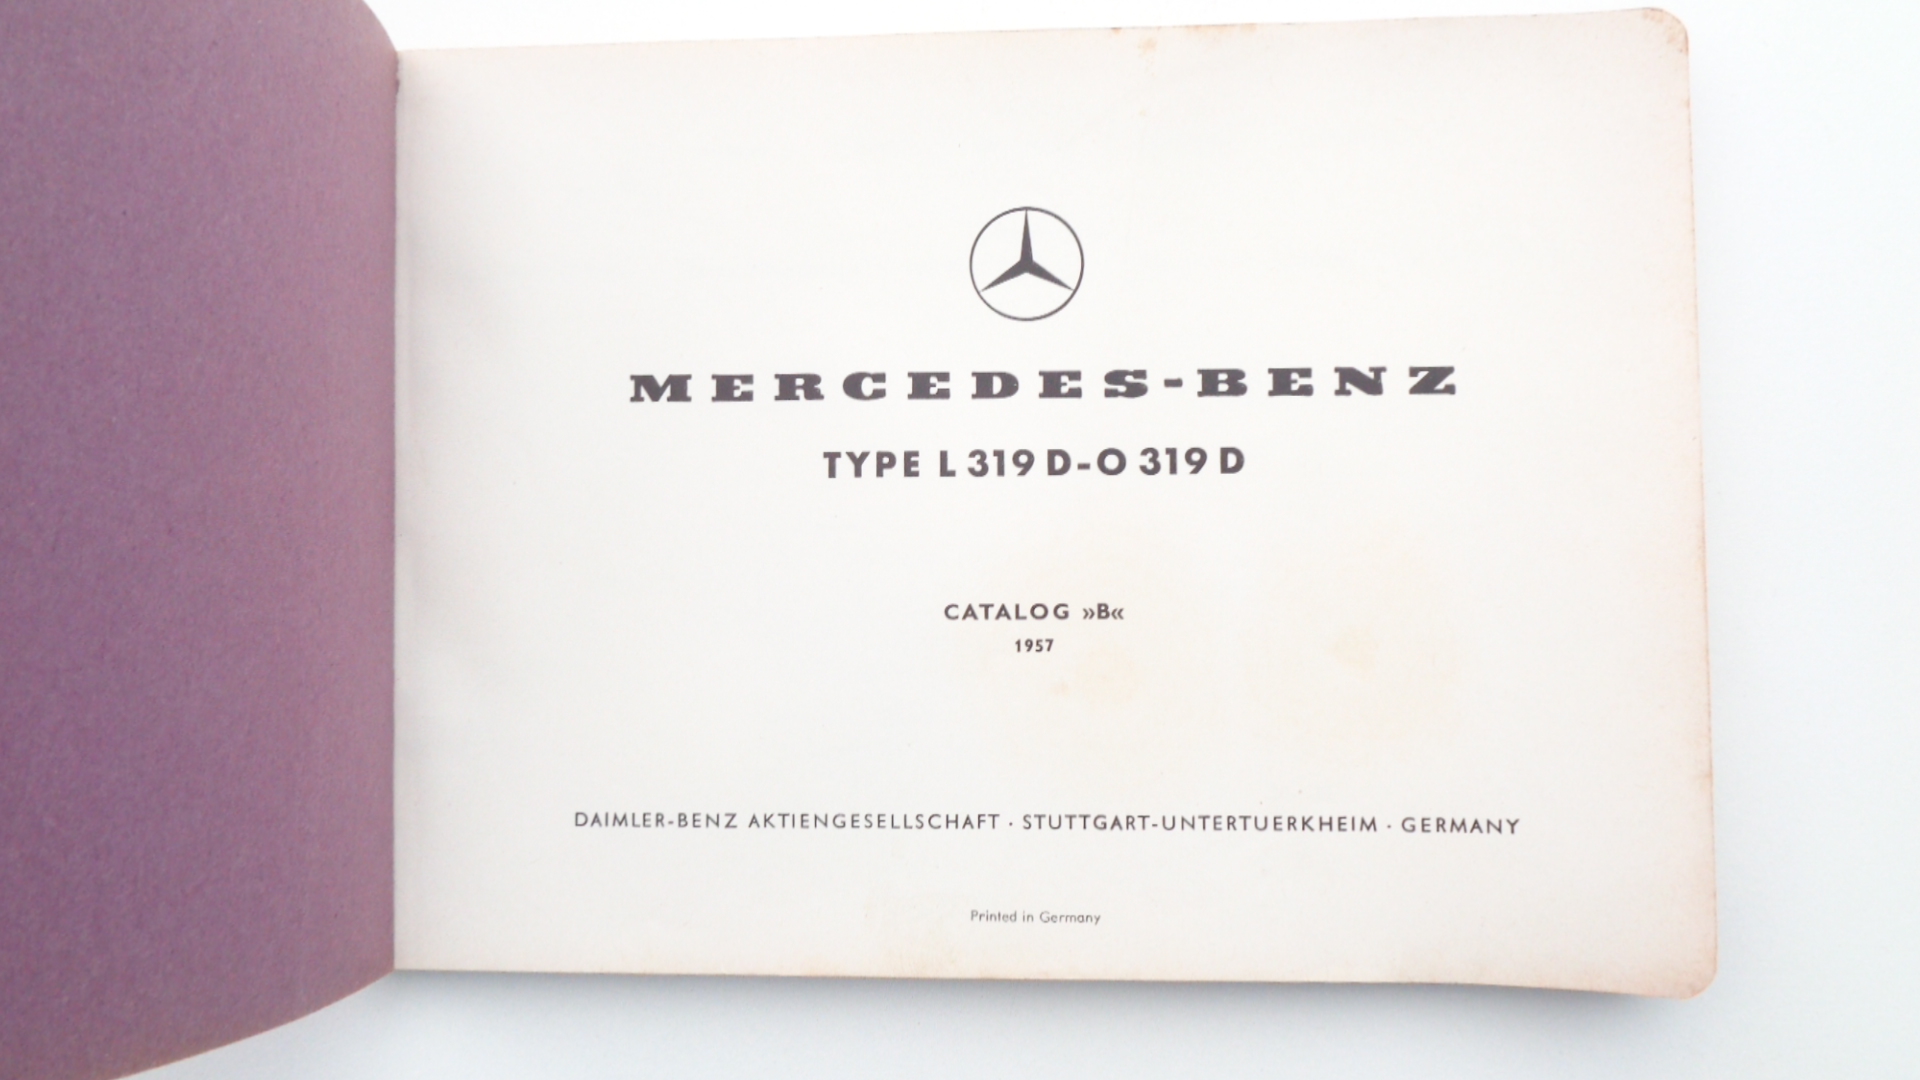 MERCEDES-BENZ
TYPE L 319 D-O 319 D
CATALOG »B«
1957
DAIMLER-BENZ AKTIENGESELLSCHAFT · STUTTGART-UNTERTUERKHEIM · GERMANY
Printed in Germany